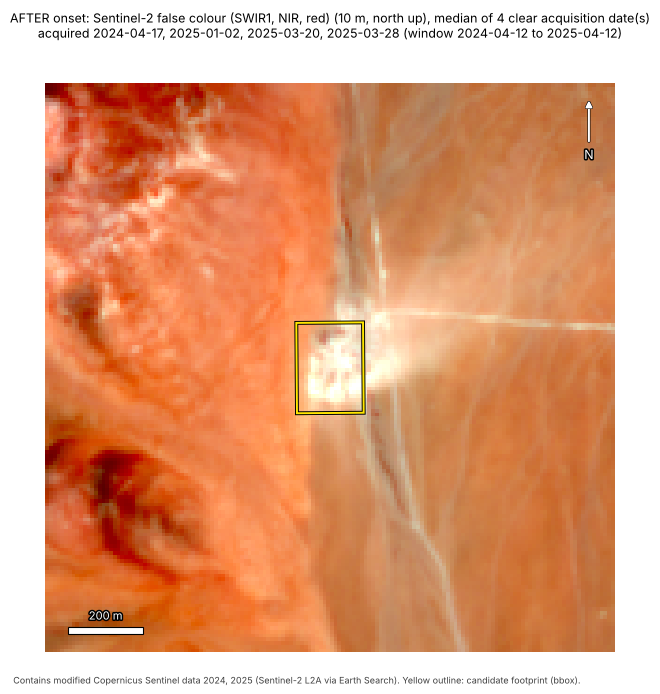 AFTER onset: Sentinel-2 false colour (SWIR1, NIR, red) (10 m, north up), median of 4 clear acquisition date(s)
acquired 2024-04-17, 2025-01-02, 2025-03-20, 2025-03-28 (window 2024-04-12 to 2025-04-12)
N
200 m
Contains modified Copernicus Sentinel data 2024, 2025 (Sentinel-2 L2A via Earth Search). Yellow outline: candidate footprint (bbox).